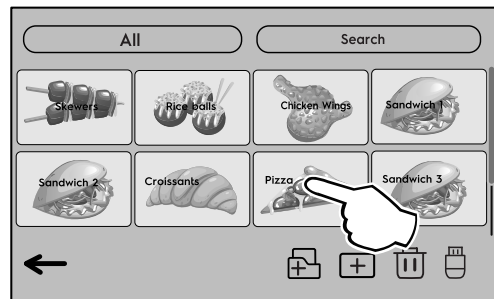 All
Search
Skewers
Rice balls
Chicken Wings
Sandwich 1
Sandwich 2
Croissants
Pizza
Sandwich 3